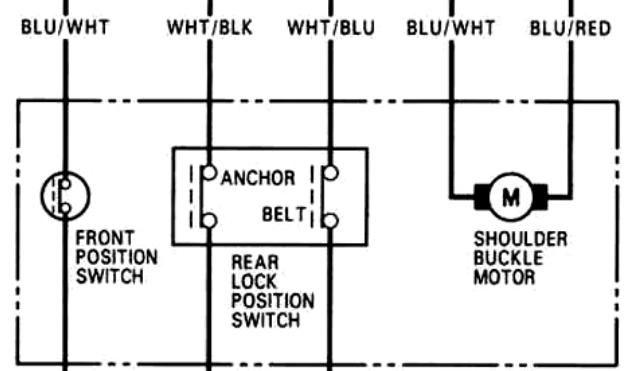 BLU/WHT WHT/BLK WHT/BLU BLU/WHT BLU/RED
ANCHOR
BELT
M
FRONT
POSITION
SWITCH
REAR
LOCK
POSITION
SWITCH
SHOULDER
BUCKLE
MOTOR